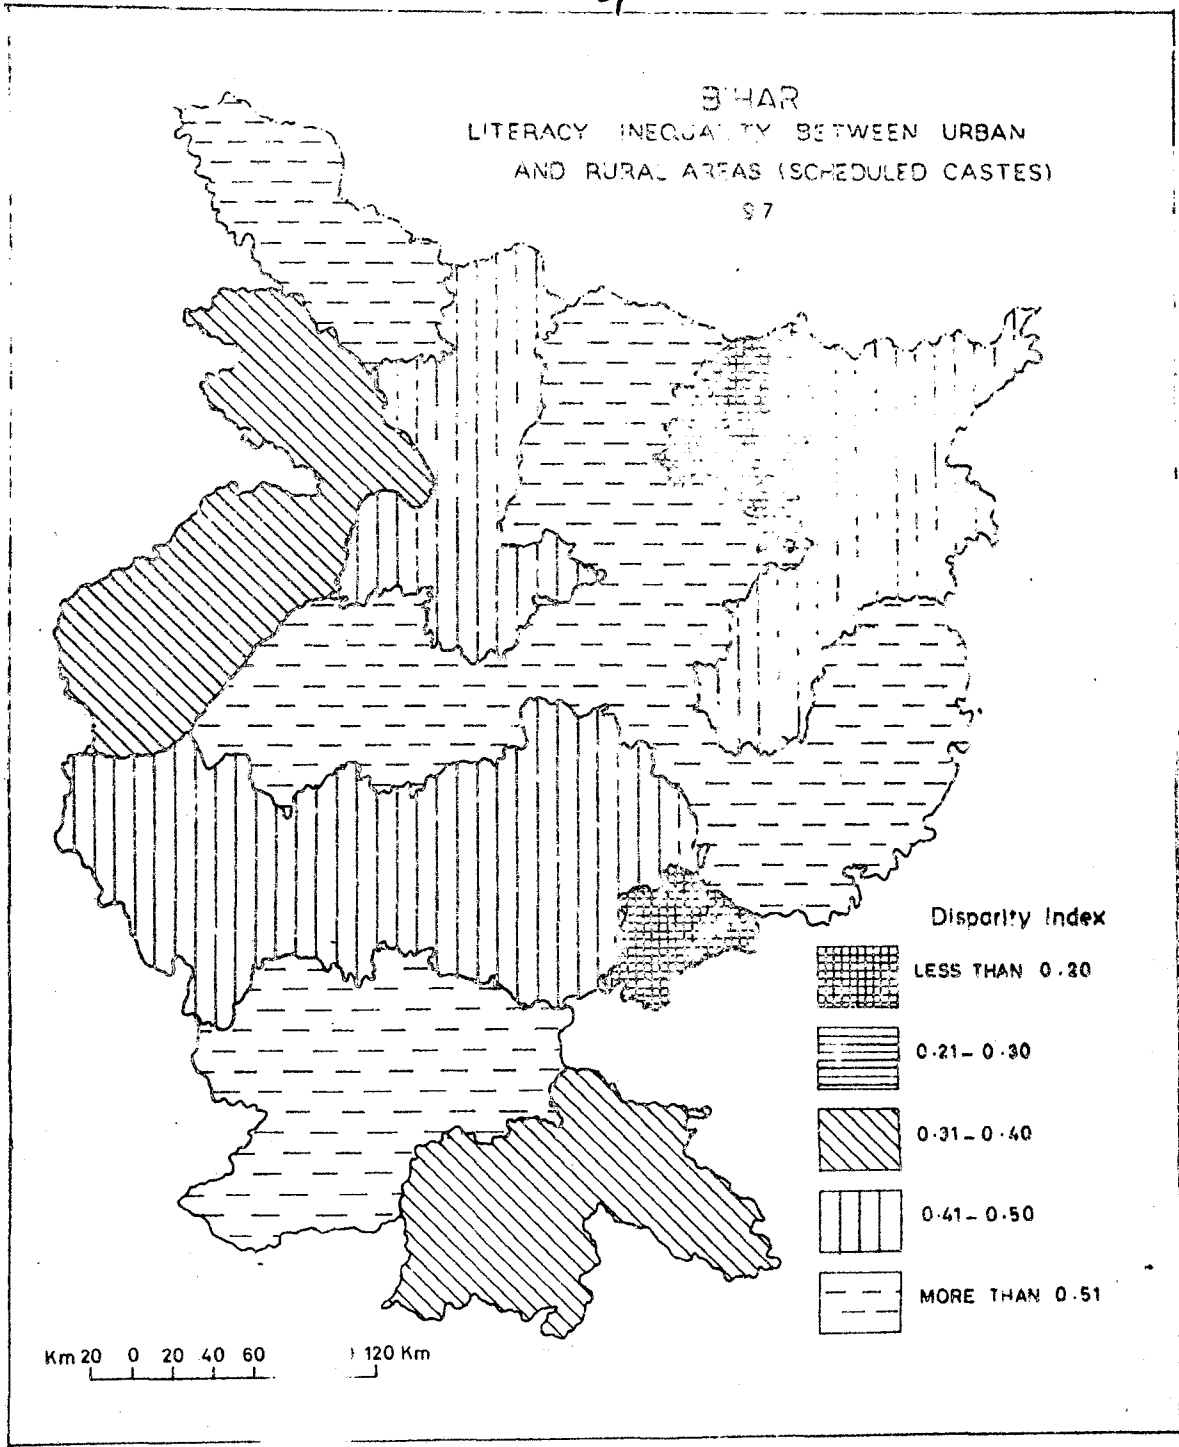 BIHAR
LITERACY INEQUALITY BETWEEN URBAN
AND RURAL AREAS (SCHEDULED CASTES)
Disparity Index
LESS THAN 0.20
0.21-0.30
0.31-0.40
0.41-0.50
MORE THAN 0.51
Km 20 0 20 40 60 120 Km